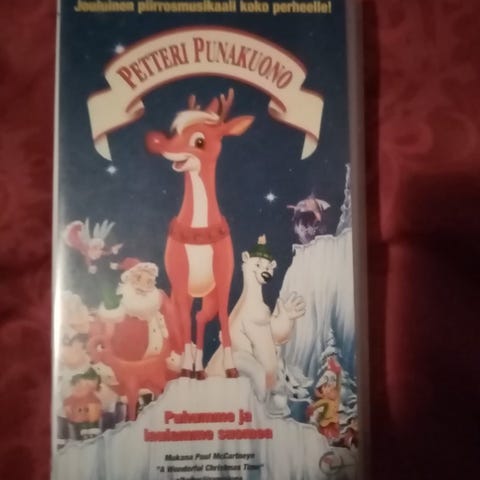 Jouluinen piirrosmusikaali koko perheelle!
PETTERI PUNAKUONO
Puhumme ja
laulamme suomea
Mukana Paul McCartneyn
"A Wonderful Christmas Time"